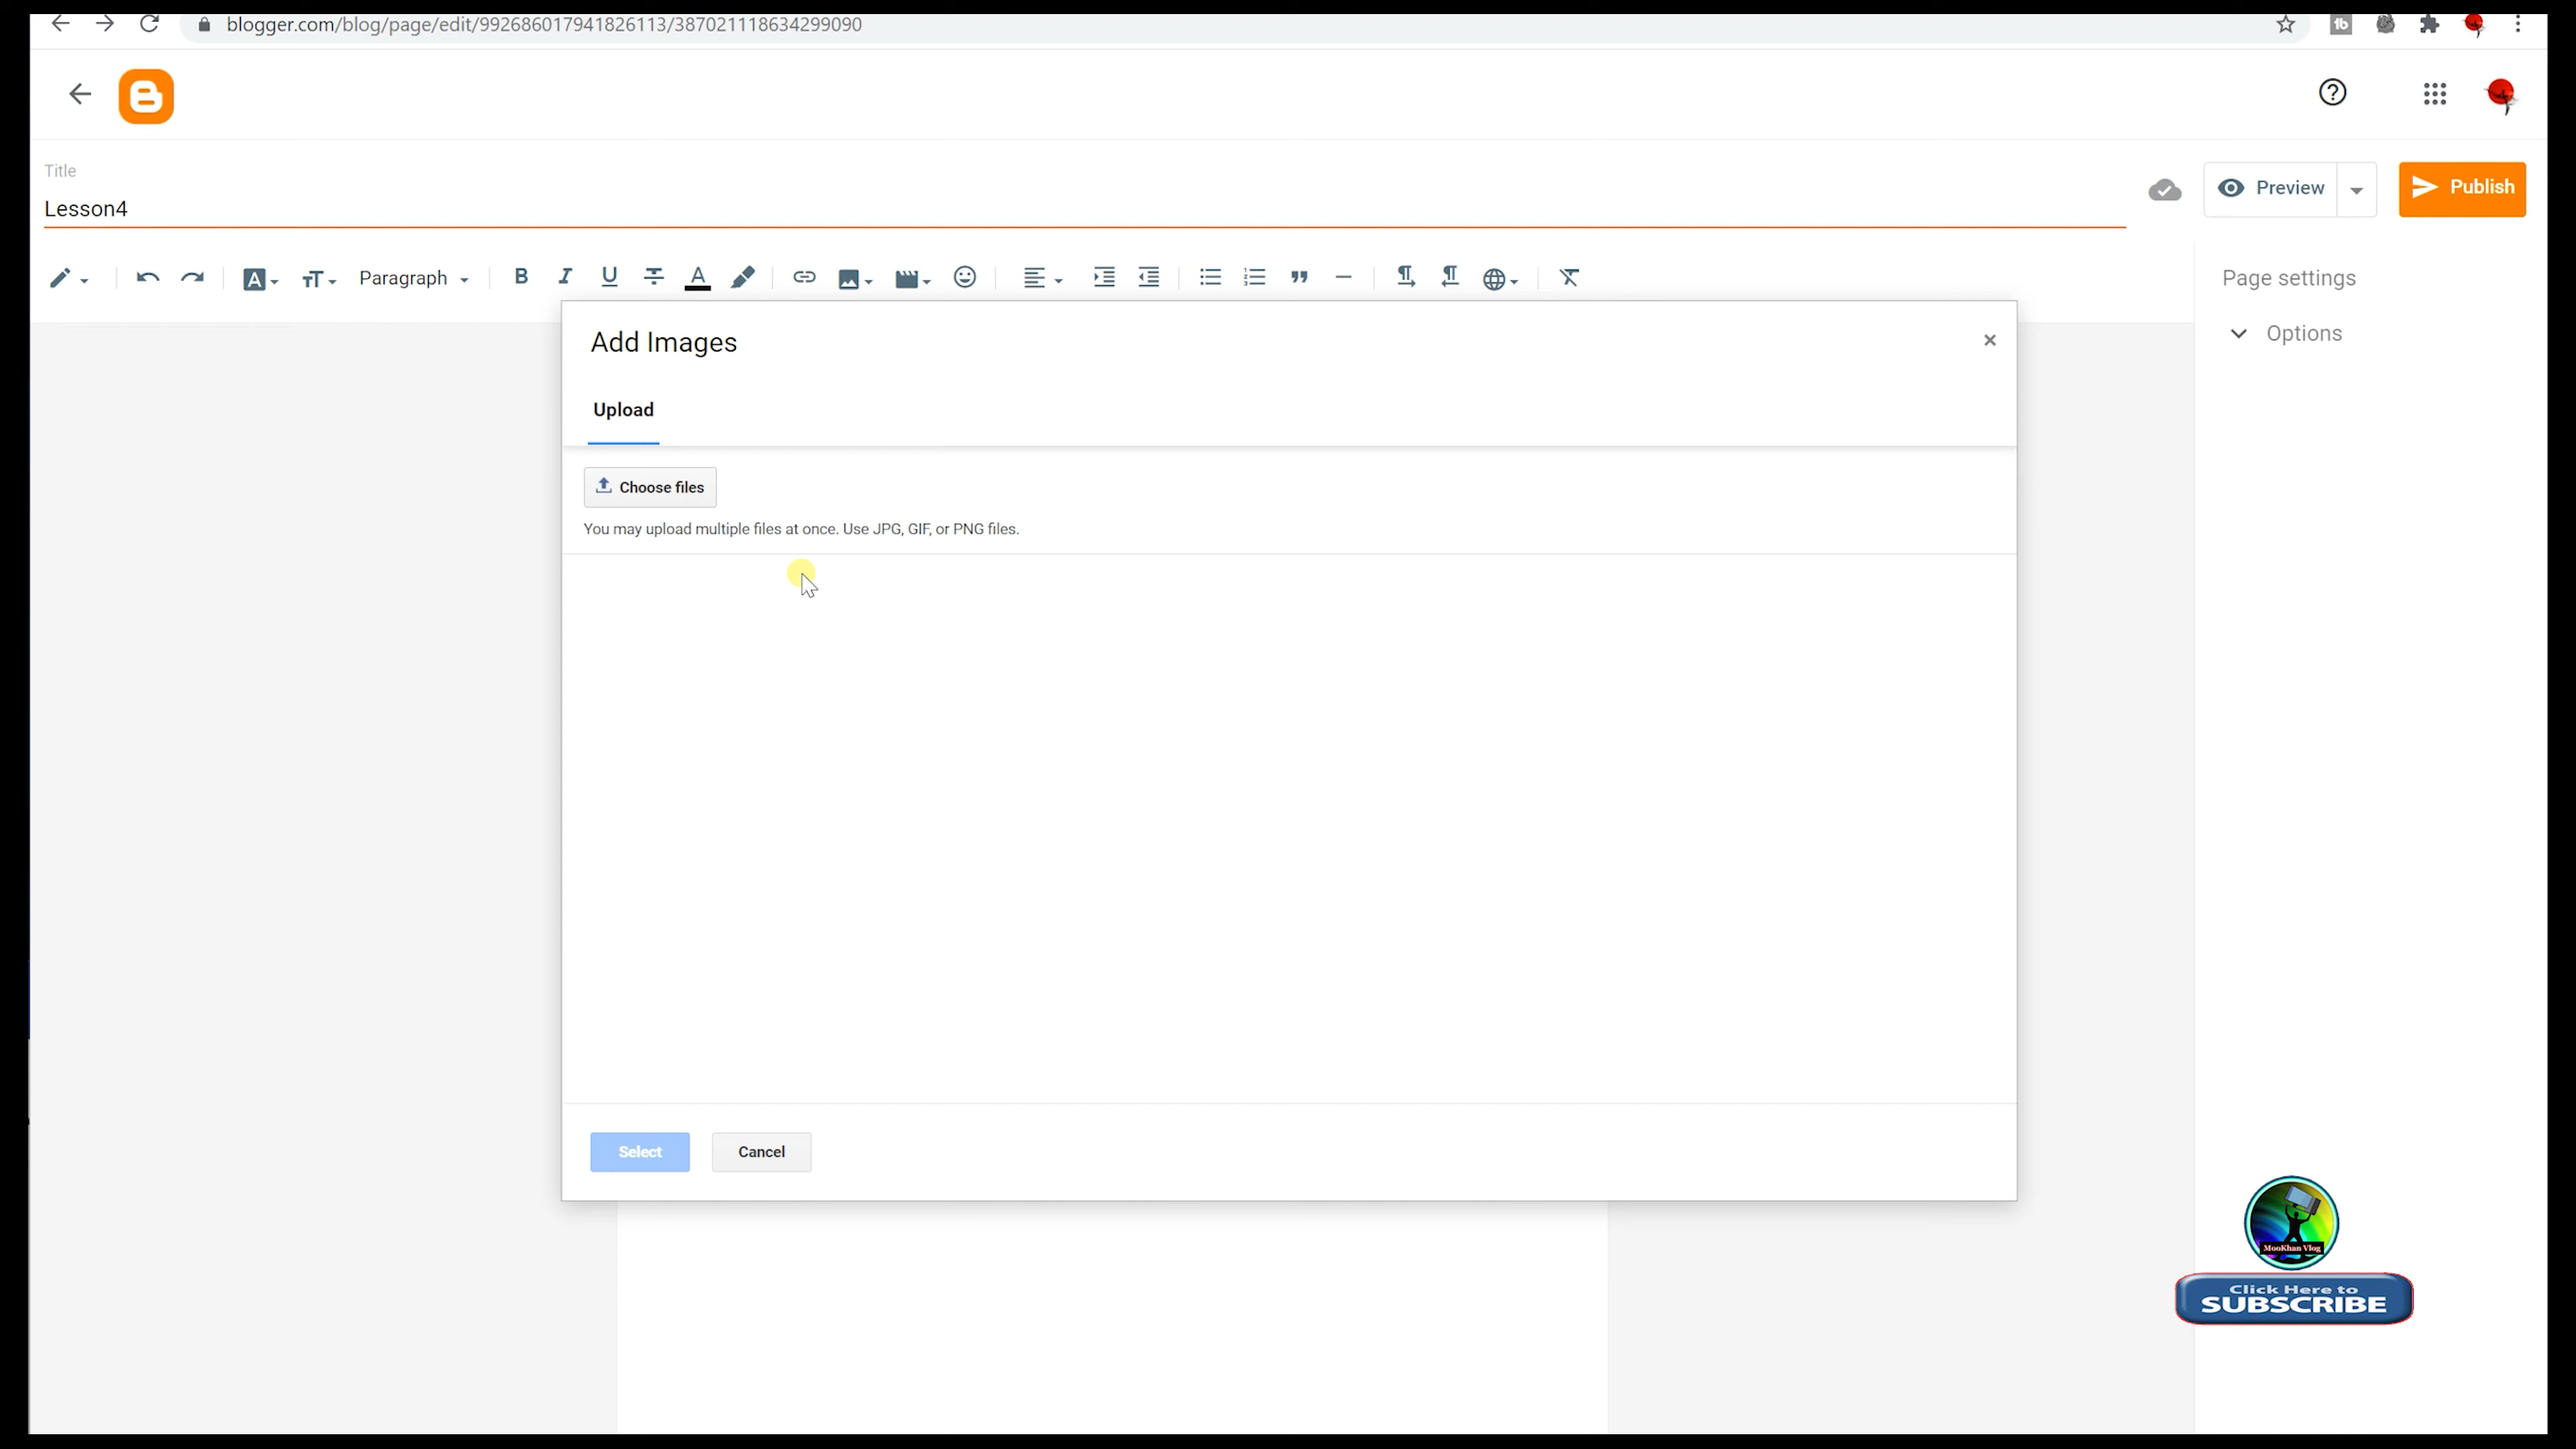 blogger.com/blog/page/edit/992686017941826113/387021118634299090
Title
Lesson4
Preview
Publish
Paragraph
Page settings
Options
Add Images
Upload
Choose files
You may upload multiple files at once. Use JPG, GIF, or PNG files.
Select
Cancel
MooKhan Vlog
Click Here to
SUBSCRIBE